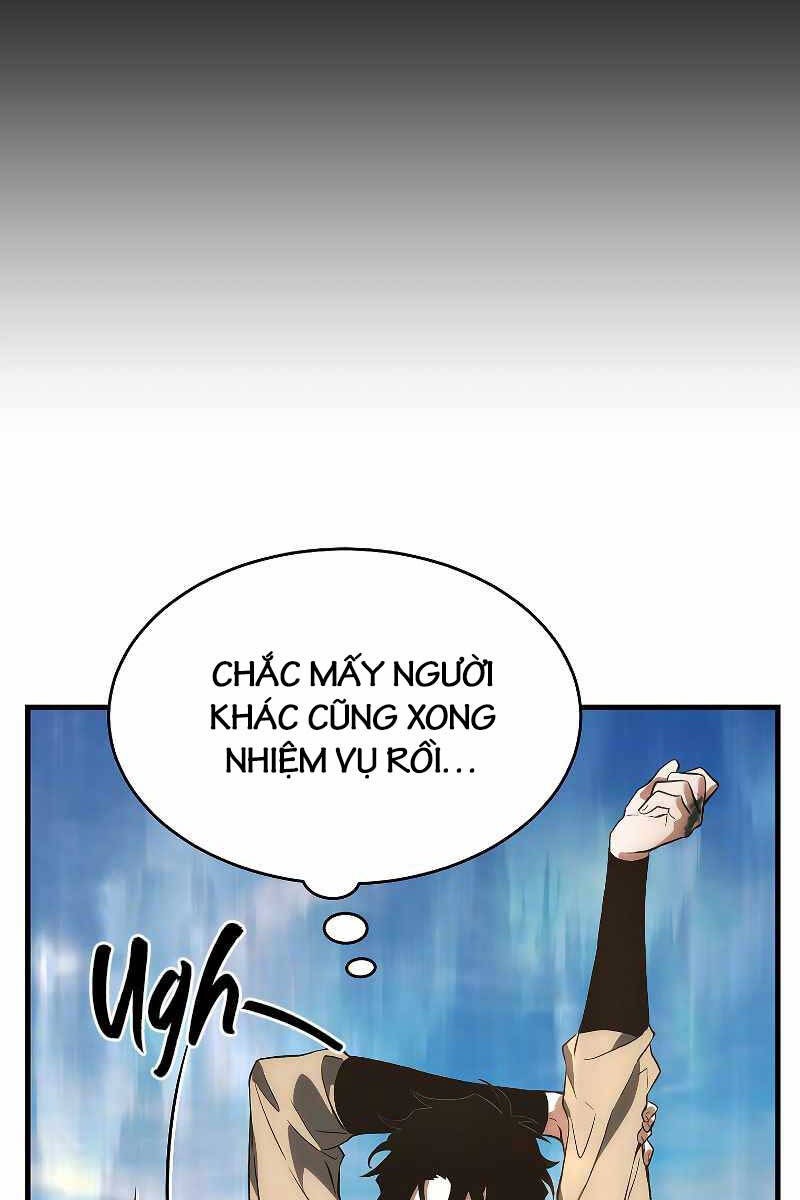 CHẮC MẤY NGƯỜI
KHÁC CŨNG XONG
NHIỆM VỤ RỒI...
Ugh—